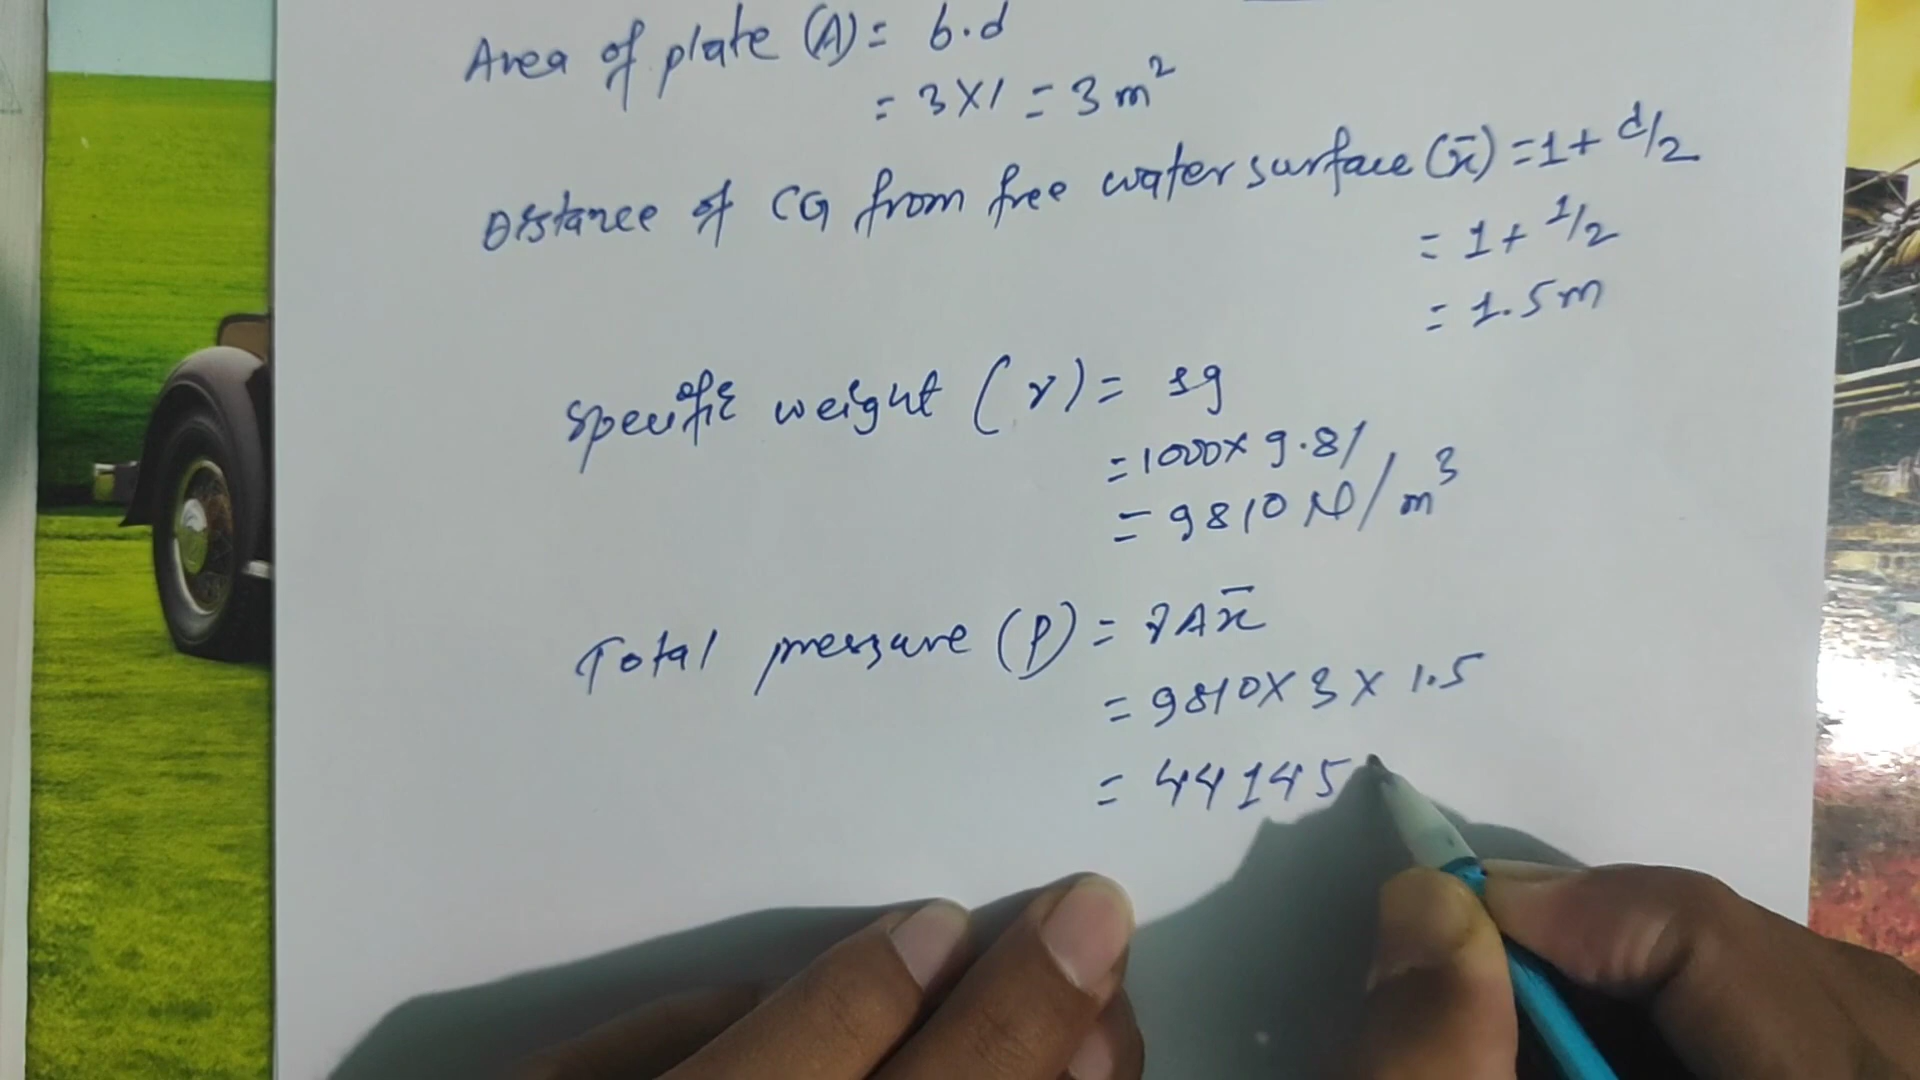 Area of plate (A) = b.d
= 3 X 1 = 3 m²
Distance of CG from free water surface (x̄) = 1 + d/2
= 1 + 1/2
= 1.5 m
Specific weight (γ) = ρg
= 1000 x 9.81
= 9810 N/m³
Total pressure (P) = γAx̄
= 9810 X 3 X 1.5
= 44145